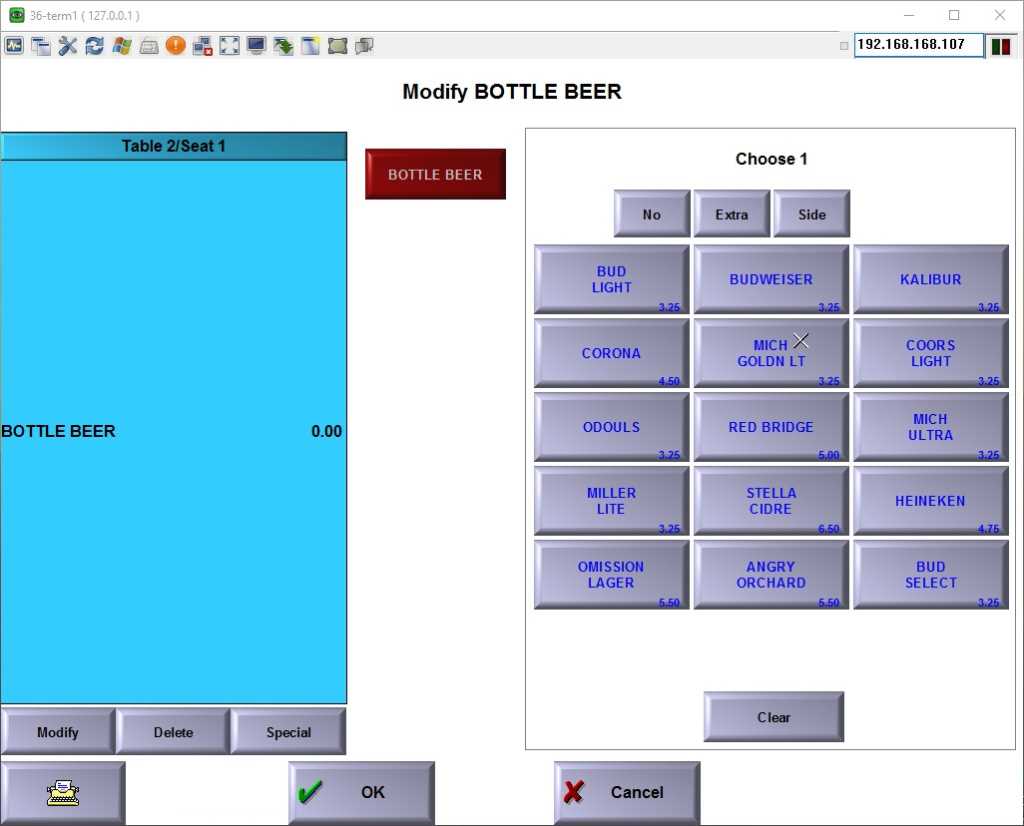 36-term1 ( 127.0.0.1 )
192.168.168.107
Modify BOTTLE BEER
Table 2/Seat 1
BOTTLE BEER 0.00
Modify Delete Special
BOTTLE BEER
Choose 1
No Extra Side
BUD
LIGHT
3.25
BUDWEISER
3.25
KALIBUR
3.25
CORONA
4.50
MICH
GOLDN LT
3.25
COORS
LIGHT
3.25
ODOULS
3.25
RED BRIDGE
5.00
MICH
ULTRA
3.25
MILLER
LITE
3.25
STELLA
CIDRE
6.50
HEINEKEN
4.75
OMISSION
LAGER
5.50
ANGRY
ORCHARD
5.50
BUD
SELECT
3.25
Clear
OK
Cancel